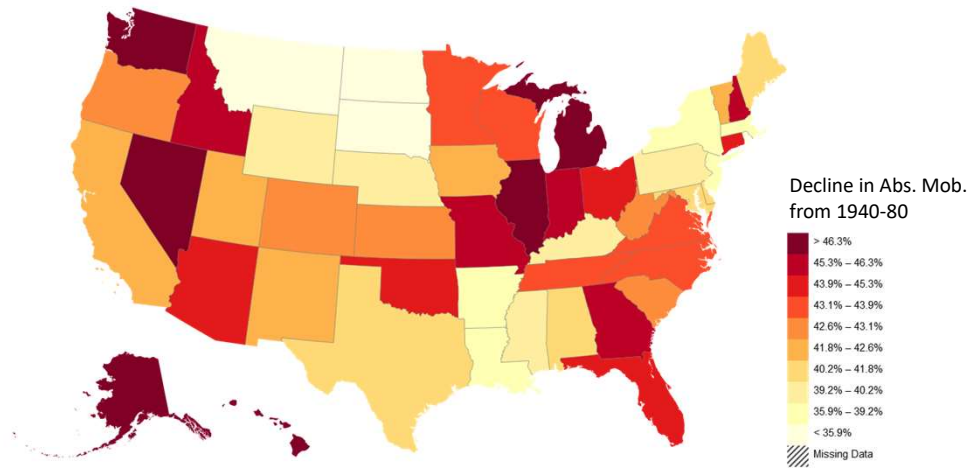 Decline in Abs. Mob.
from 1940-80
> 46.3%
45.3% – 46.3%
43.9% – 45.3%
43.1% – 43.9%
42.6% – 43.1%
41.8% – 42.6%
40.2% – 41.8%
39.2% – 40.2%
35.9% – 39.2%
< 35.9%
Missing Data